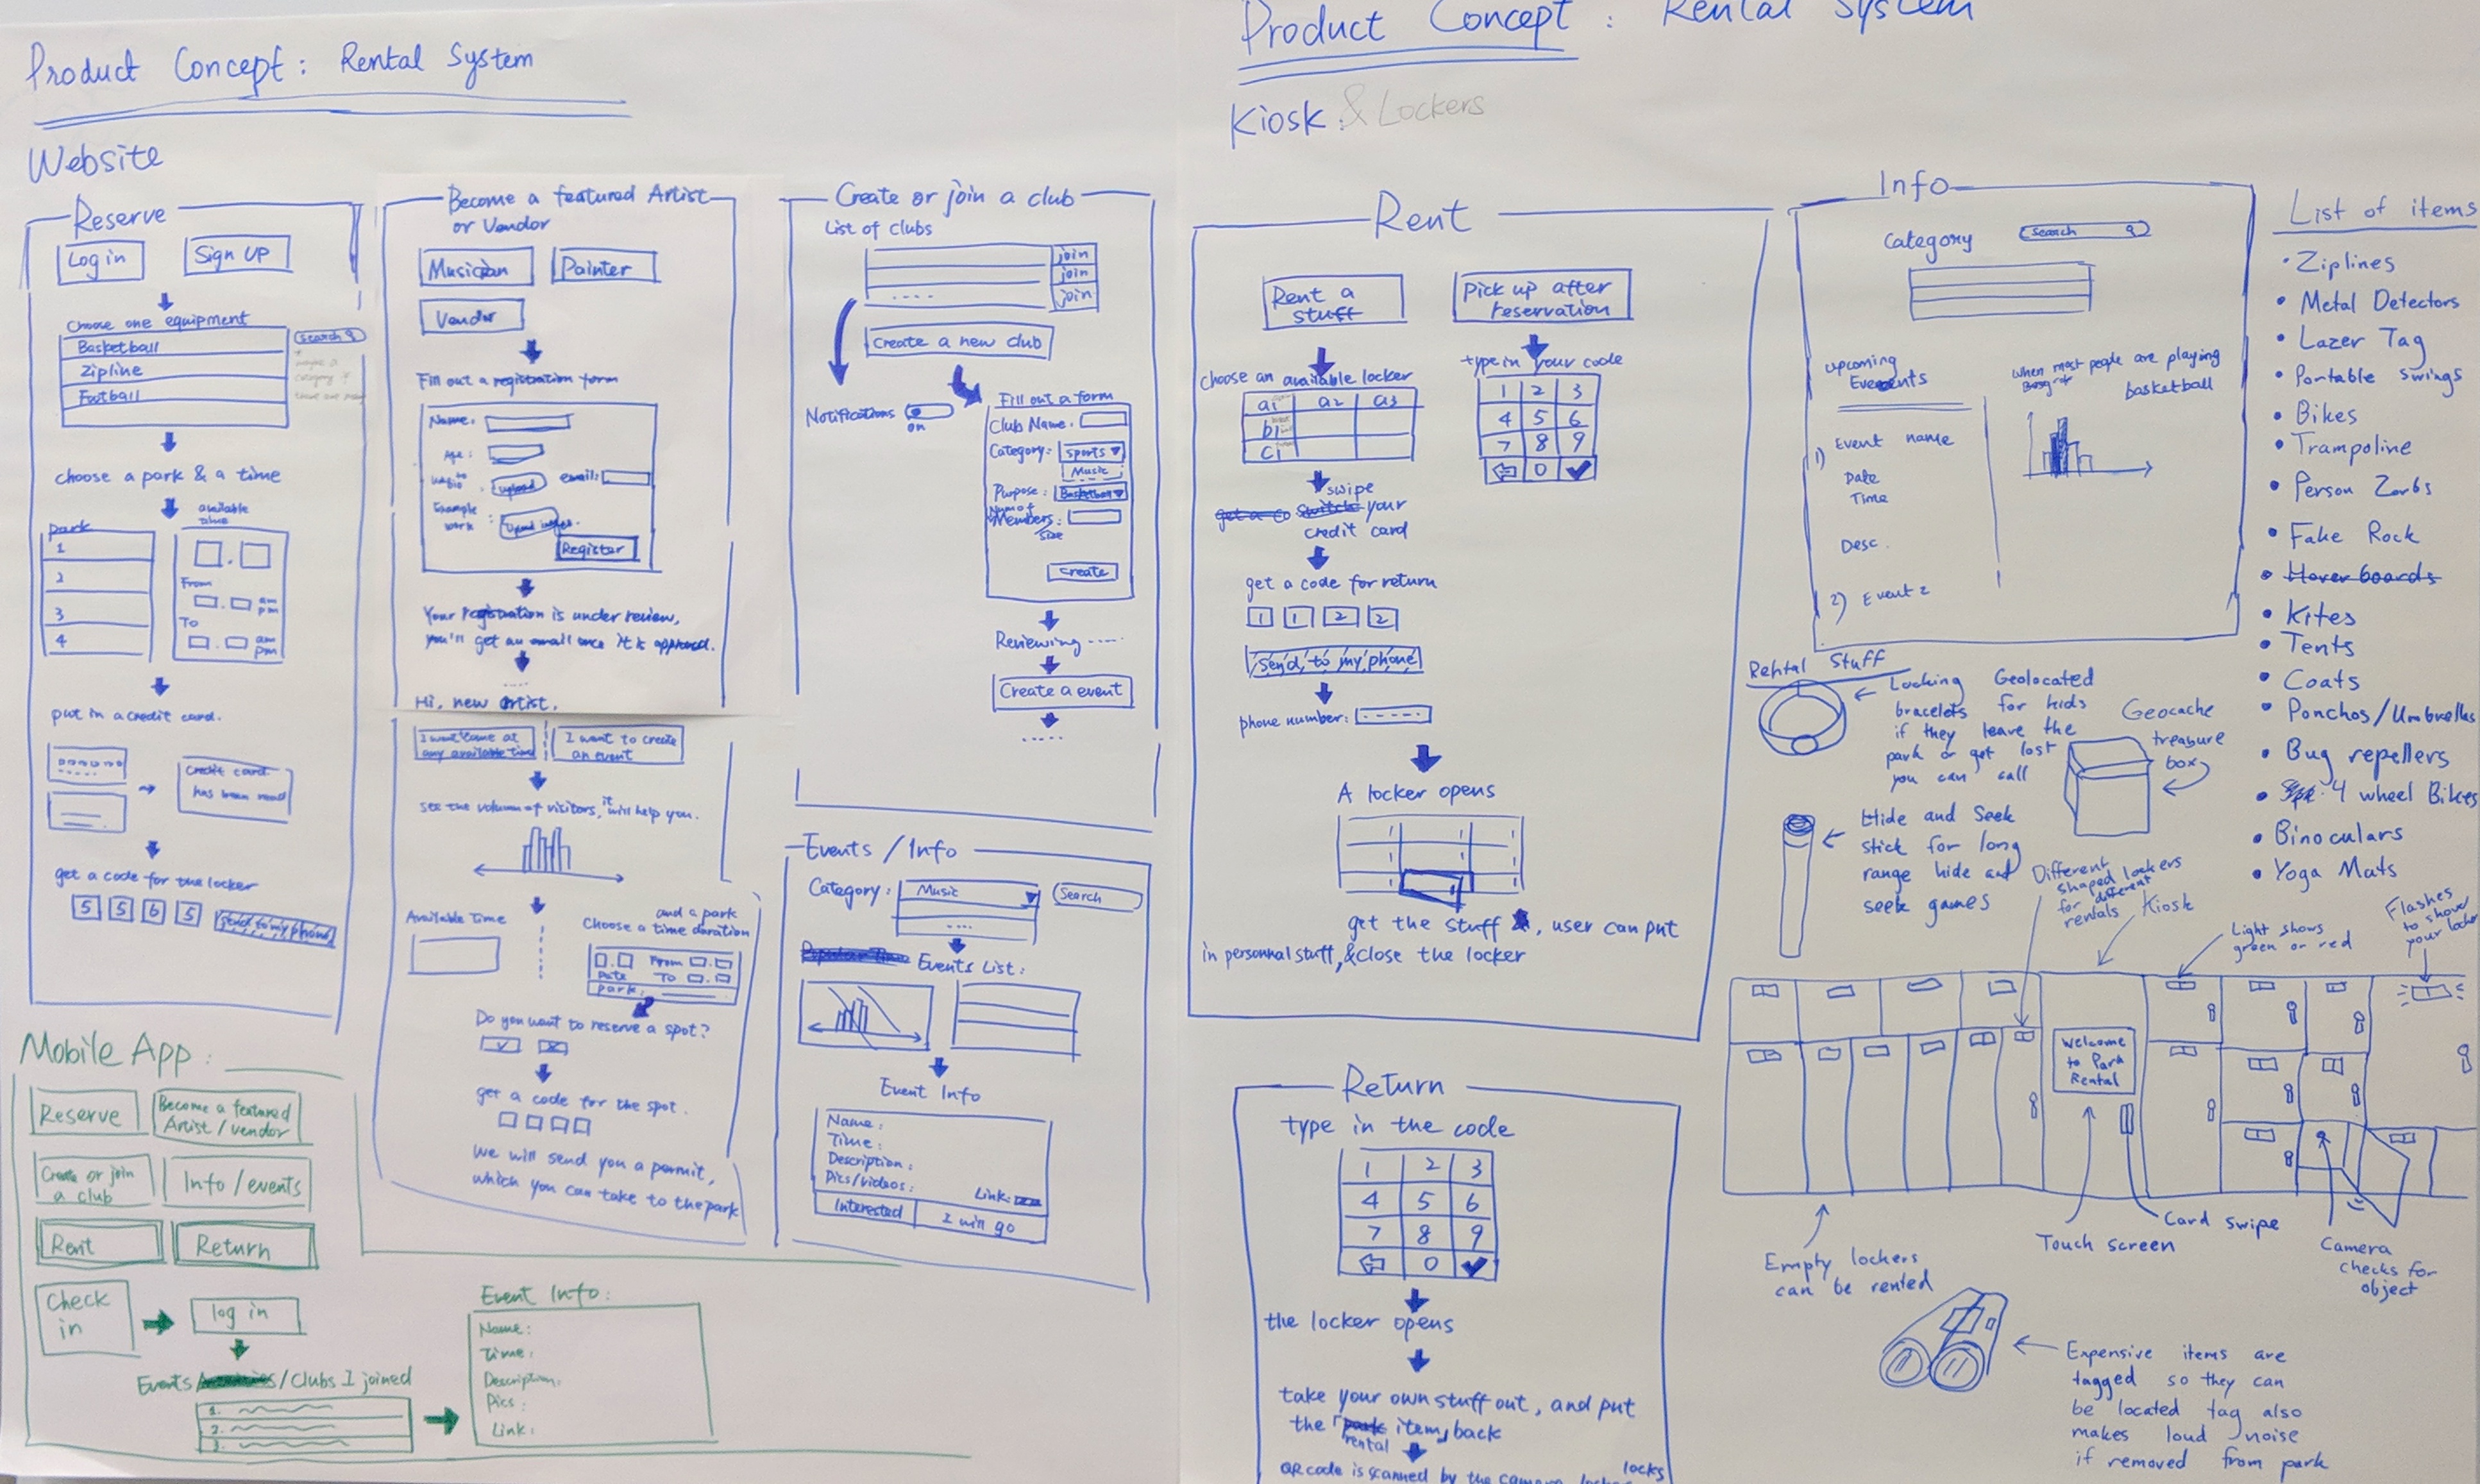 Product Concept: Rental System
Website
Reserve
Log in
Sign UP
Choose one equipment
Search
Basketball
Zipline
Football
choose a park & a time
park
available
time
1
2
3
4
From
am
pm
To
am
pm
put in a credit card.
Credit card
has been read
get a code for the locker
5 5 6 5
Send to my phone
Become a featured Artist
or Vendor
Musician
Painter
Vendor
Fill out a registration form
Name:
Age:
upload
email:
Example
work :
Register
Your registration is under review,
you'll get an email once it is approved.
Hi, new Artist,
I want to create
an event
any available time
see the volume of visitors, it will help you.
Available Time
and a park
Choose a time duration
From
Date
To
park:
Do you want to reserve a spot?
get a code for the spot.
We will send you a permit,
which you can take to the park
Create or join a club
List of clubs
join
join
join
Create a new club
Notifications
on
Fill out a form
Club Name.
Category: Sports
Music
Purpose: Basketball
Num of
Members:
Size
Create
Reviewing ----
Create a event
Events / Info
Category: Music
Search
Events List:
Event Info
Name:
Time:
Description:
Pics/videos:
Link:
Interested
I will go
Mobile App:
Reserve
Become a featured
Artist/vendor
Create or join
a club
Info/events
Rent
Return
Check
in
log in
Events /Clubs I joined
1.
2.
3.
Event Info:
Name:
Time:
Description:
Pics:
Link:
Product Concept: Rental System
Kiosk & Lockers
Rent
Rent a
stuff
Pick up after
reservation
choose an available locker
a1 a2 a3
b1
c1
type in your code
1 2 3
4 5 6
7 8 9
0
swipe
get a co switch your
credit card
get a code for return
1 1 2 2
Send to my phone
phone number:
A locker opens
get the stuff, user can put
in personnal stuff, & close the locker
Return
type in the code
1 2 3
4 5 6
7 8 9
0
the locker opens
take your own stuff out, and put
the park item, back
rental
QR code is scanned by the camera, locker locks
Info
Category
Search
upcoming
Events
1) Event name
Date
Time
Desc.
2) Event 2
when most people are playing
basketball
List of items
• Ziplines
• Metal Detectors
• Lazer Tag
• Portable swings
• Bikes
• Trampoline
• Person Zorbs
• Fake Rock
• Hover boards
• Kites
• Tents
• Coats
• Ponchos/Umbrellas
• Bug repellers
• 4 wheel Bikes
• Binoculars
• Yoga Mats
Rental Stuff
Locking Geolocated
bracelets for kids
if they leave the
park or get lost
you can call
Geocache
treasure
box
Hide and Seek
stick for long
range hide and
seek games
Different
shaped lockers
for different
rentals
Kiosk
Light shows
green or red
Flashes
to show
your locker
Welcome
to Park
Rental
Empty lockers
can be rented
Touch screen
Card swipe
Camera
checks for
object
Expensive items are
tagged so they can
be located tag also
makes loud noise
if removed from park